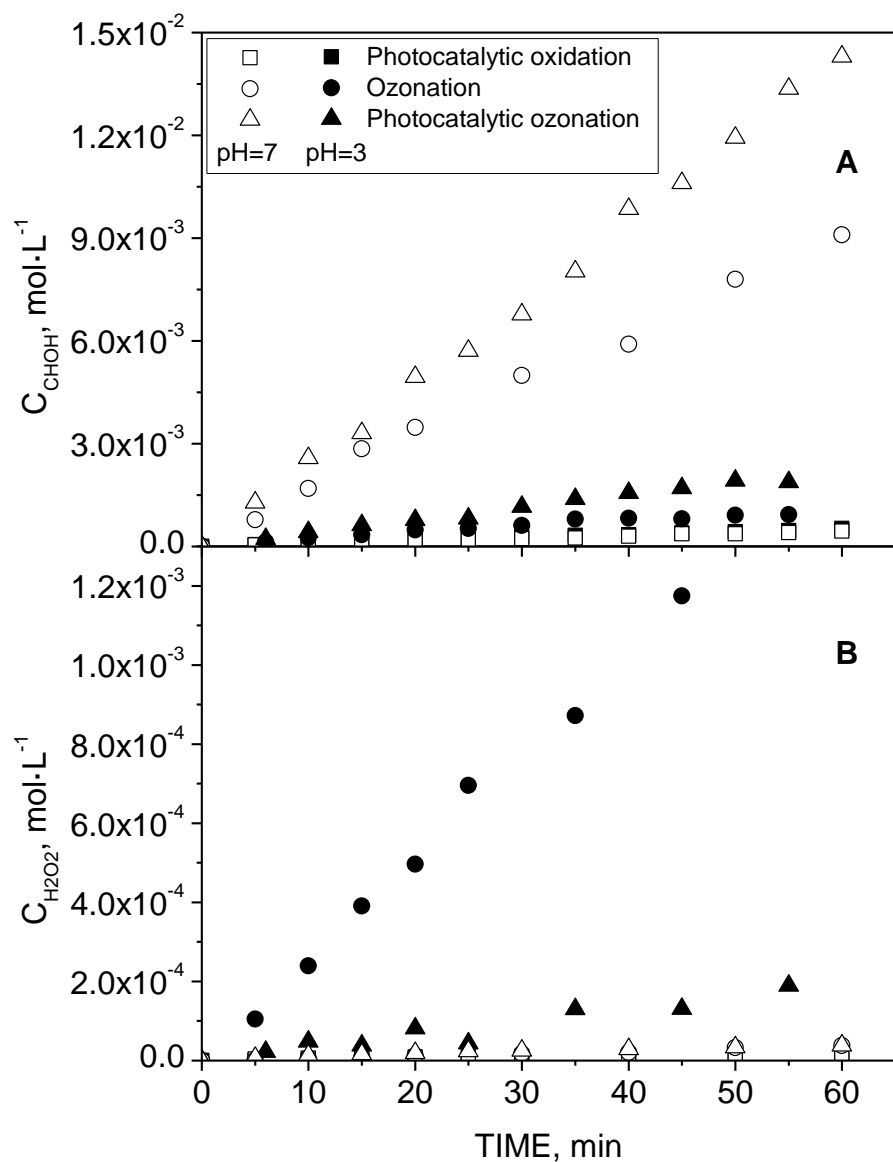 1.5x10⁻²
1.2x10⁻²
9.0x10⁻³
6.0x10⁻³
3.0x10⁻³
0.0
C_CHOH, mol·L⁻¹
Photocatalytic oxidation
Ozonation
Photocatalytic ozonation
pH=7 pH=3
A
1.2x10⁻³
1.0x10⁻³
8.0x10⁻⁴
6.0x10⁻⁴
4.0x10⁻⁴
2.0x10⁻⁴
0.0
C_H2O2, mol·L⁻¹
B
0 10 20 30 40 50 60
TIME, min